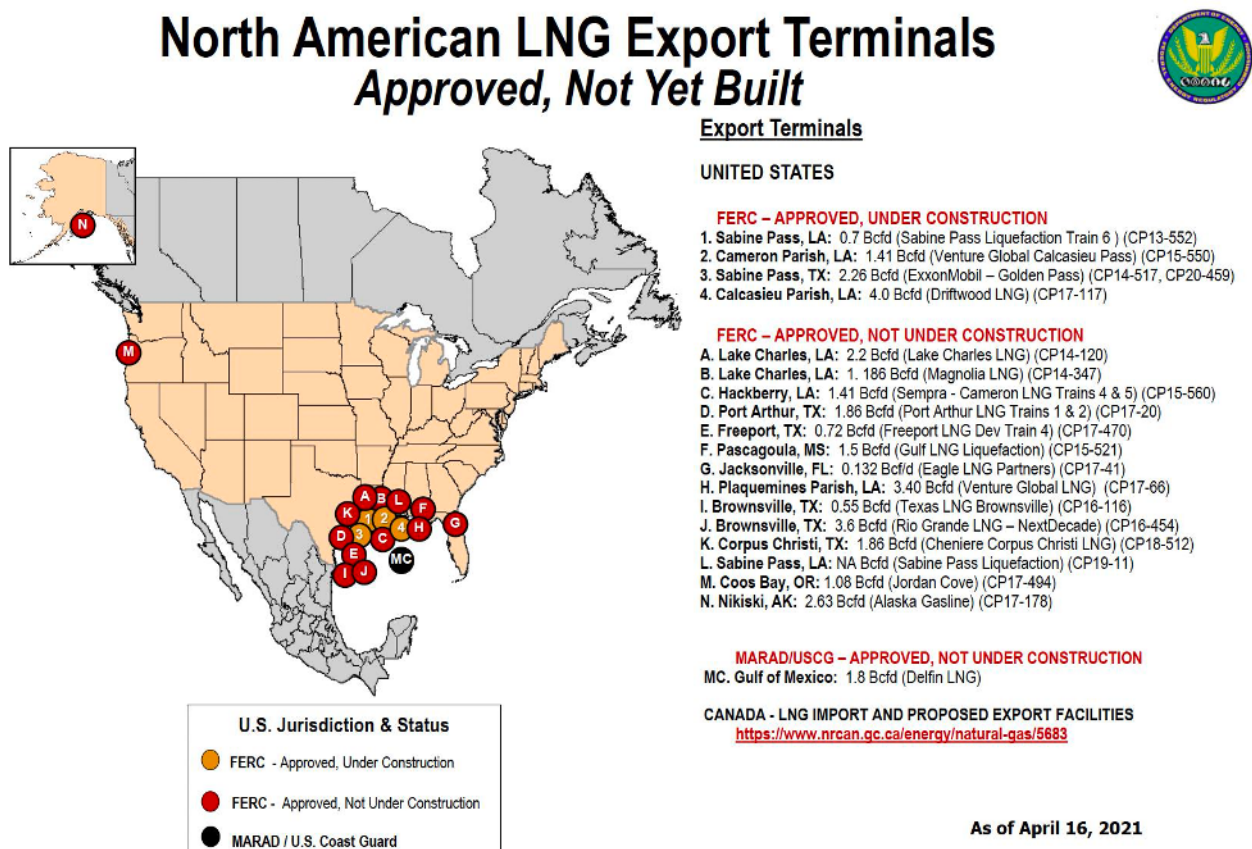 North American LNG Export Terminals
Approved, Not Yet Built
Export Terminals
UNITED STATES
FERC – APPROVED, UNDER CONSTRUCTION
1. Sabine Pass, LA: 0.7 Bcfd (Sabine Pass Liquefaction Train 6 ) (CP13-552)
2. Cameron Parish, LA: 1.41 Bcfd (Venture Global Calcasieu Pass) (CP15-550)
3. Sabine Pass, TX: 2.26 Bcfd (ExxonMobil – Golden Pass) (CP14-517, CP20-459)
4. Calcasieu Parish, LA: 4.0 Bcfd (Driftwood LNG) (CP17-117)
FERC – APPROVED, NOT UNDER CONSTRUCTION
A. Lake Charles, LA: 2.2 Bcfd (Lake Charles LNG) (CP14-120)
B. Lake Charles, LA: 1. 186 Bcfd (Magnolia LNG) (CP14-347)
C. Hackberry, LA: 1.41 Bcfd (Sempra - Cameron LNG Trains 4 & 5) (CP15-560)
D. Port Arthur, TX: 1.86 Bcfd (Port Arthur LNG Trains 1 & 2) (CP17-20)
E. Freeport, TX: 0.72 Bcfd (Freeport LNG Dev Train 4) (CP17-470)
F. Pascagoula, MS: 1.5 Bcfd (Gulf LNG Liquefaction) (CP15-521)
G. Jacksonville, FL: 0.132 Bcf/d (Eagle LNG Partners) (CP17-41)
H. Plaquemines Parish, LA: 3.40 Bcfd (Venture Global LNG) (CP17-66)
I. Brownsville, TX: 0.55 Bcfd (Texas LNG Brownsville) (CP16-116)
J. Brownsville, TX: 3.6 Bcfd (Rio Grande LNG – NextDecade) (CP16-454)
K. Corpus Christi, TX: 1.86 Bcfd (Cheniere Corpus Christi LNG) (CP18-512)
L. Sabine Pass, LA: NA Bcfd (Sabine Pass Liquefaction) (CP19-11)
M. Coos Bay, OR: 1.08 Bcfd (Jordan Cove) (CP17-494)
N. Nikiski, AK: 2.63 Bcfd (Alaska Gasline) (CP17-178)
MARAD/USCG – APPROVED, NOT UNDER CONSTRUCTION
MC. Gulf of Mexico: 1.8 Bcfd (Delfin LNG)
CANADA - LNG IMPORT AND PROPOSED EXPORT FACILITIES
https://www.nrcan.gc.ca/energy/natural-gas/5683
As of April 16, 2021
N
M
A
B
L
K
1
2
F
D
3
C
4
H
G
E
MC
I
J
U.S. Jurisdiction & Status
FERC - Approved, Under Construction
FERC - Approved, Not Under Construction
MARAD / U.S. Coast Guard